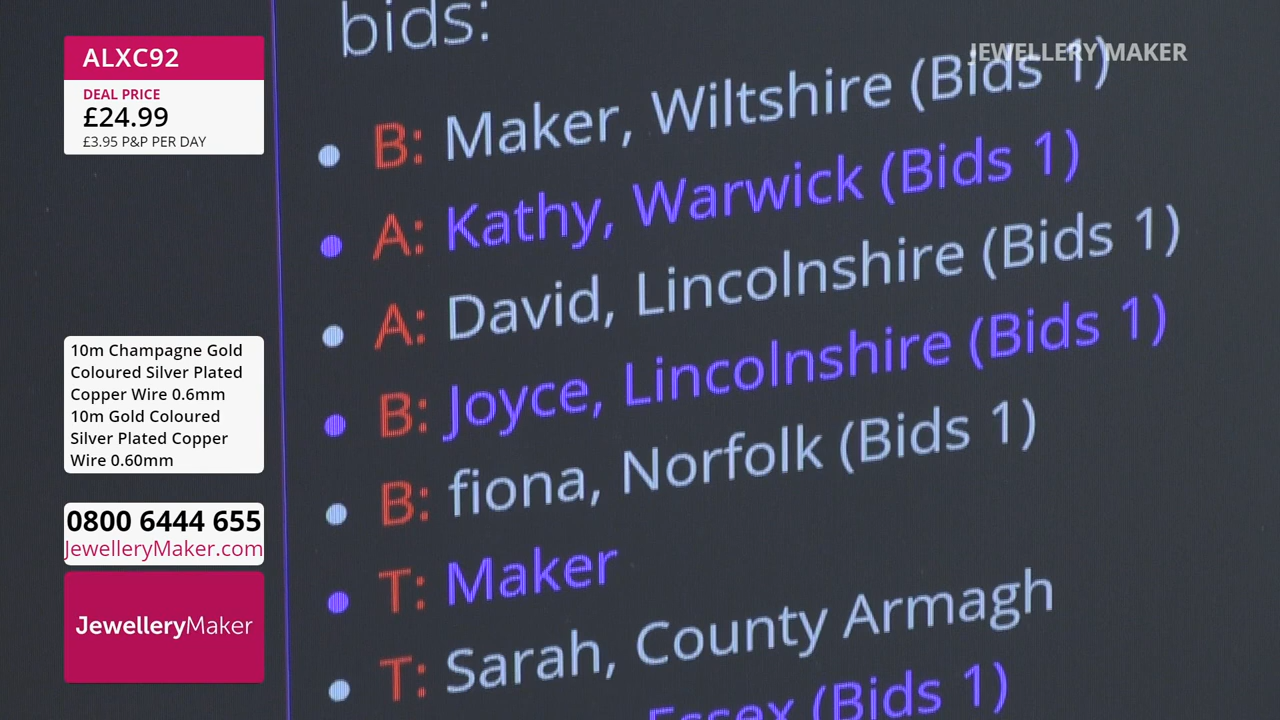 ALXC92
DEAL PRICE
£24.99
£3.95 P&P PER DAY
10m Champagne Gold
Coloured Silver Plated
Copper Wire 0.6mm
10m Gold Coloured
Silver Plated Copper
Wire 0.60mm
0800 6444 655
JewelleryMaker.com
JewelleryMaker
JEWELLERY MAKER
bids:
B: Maker, Wiltshire (Bids 1)
A: Kathy, Warwick (Bids 1)
A: David, Lincolnshire (Bids 1)
B: Joyce, Lincolnshire (Bids 1)
B: fiona, Norfolk (Bids 1)
T: Maker
T: Sarah, County Armagh
Essex (Bids 1)